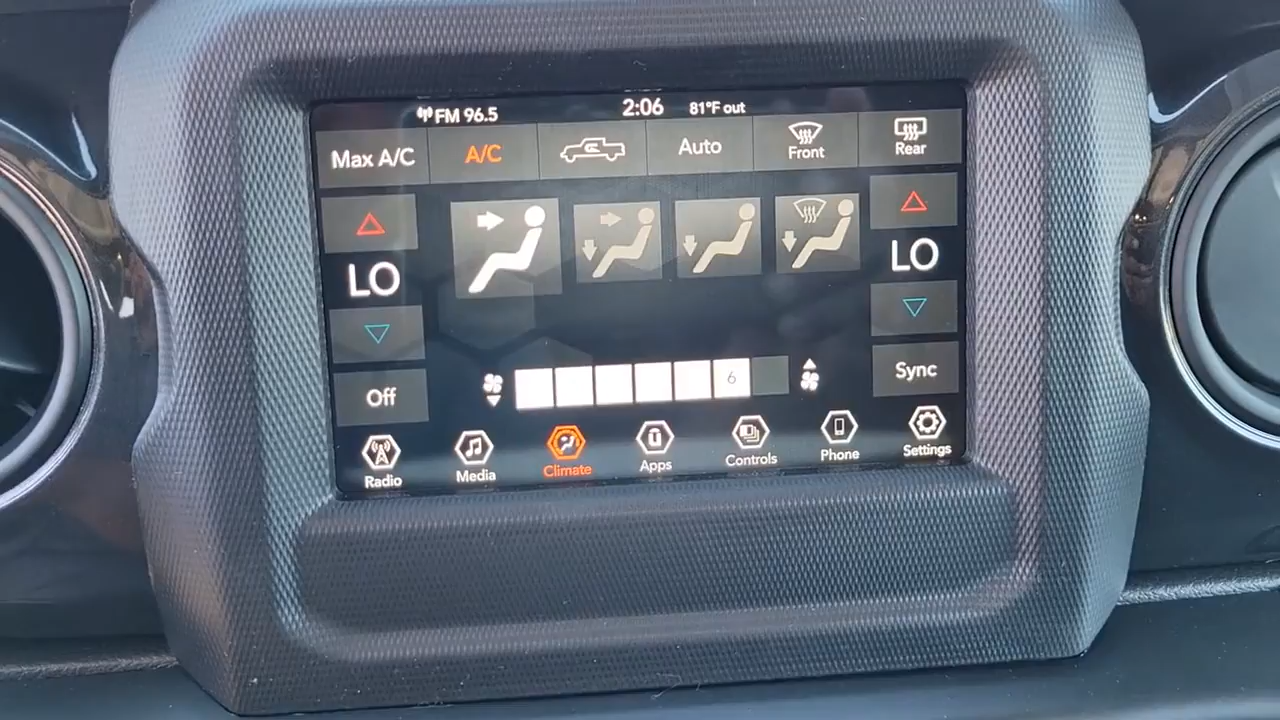 FM 96.5
2:06
81°F out
Max A/C
A/C
Auto
Front
Rear
LO
LO
Off
6
Sync
Radio
Media
Climate
Apps
Controls
Phone
Settings